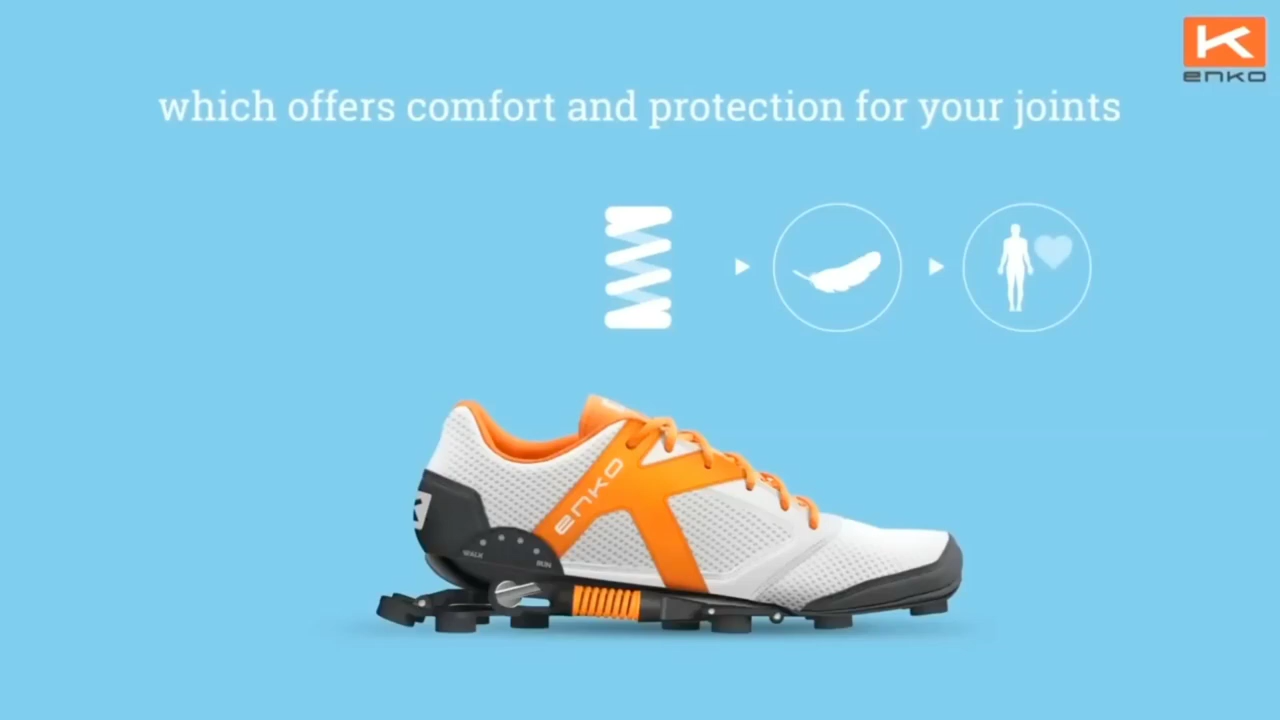 K
enko
which offers comfort and protection for your joints
enko
K
WALK
RUN